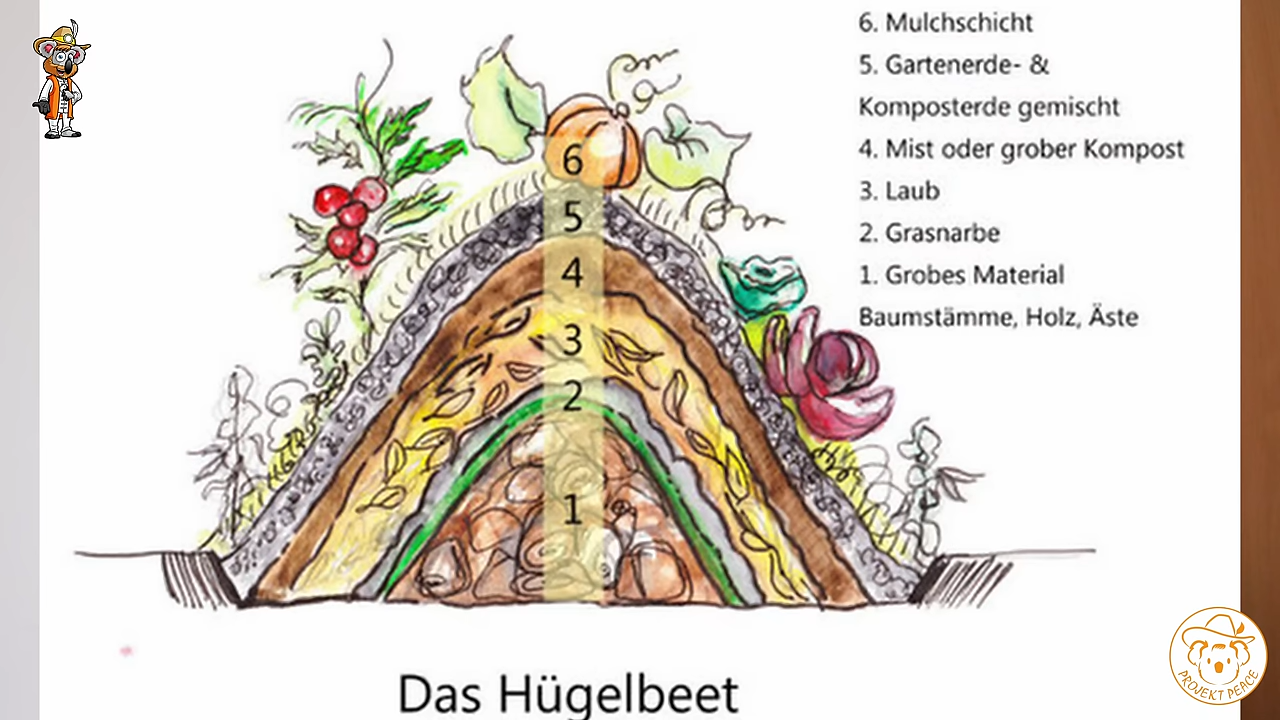 6. Mulchschicht
5. Gartenerde- &
Komposterde gemischt
4. Mist oder grober Kompost
3. Laub
2. Grasnarbe
1. Grobes Material
Baumstämme, Holz, Äste
6
5
4
3
2
1
Das Hügelbeet
PROJEKT PEACE